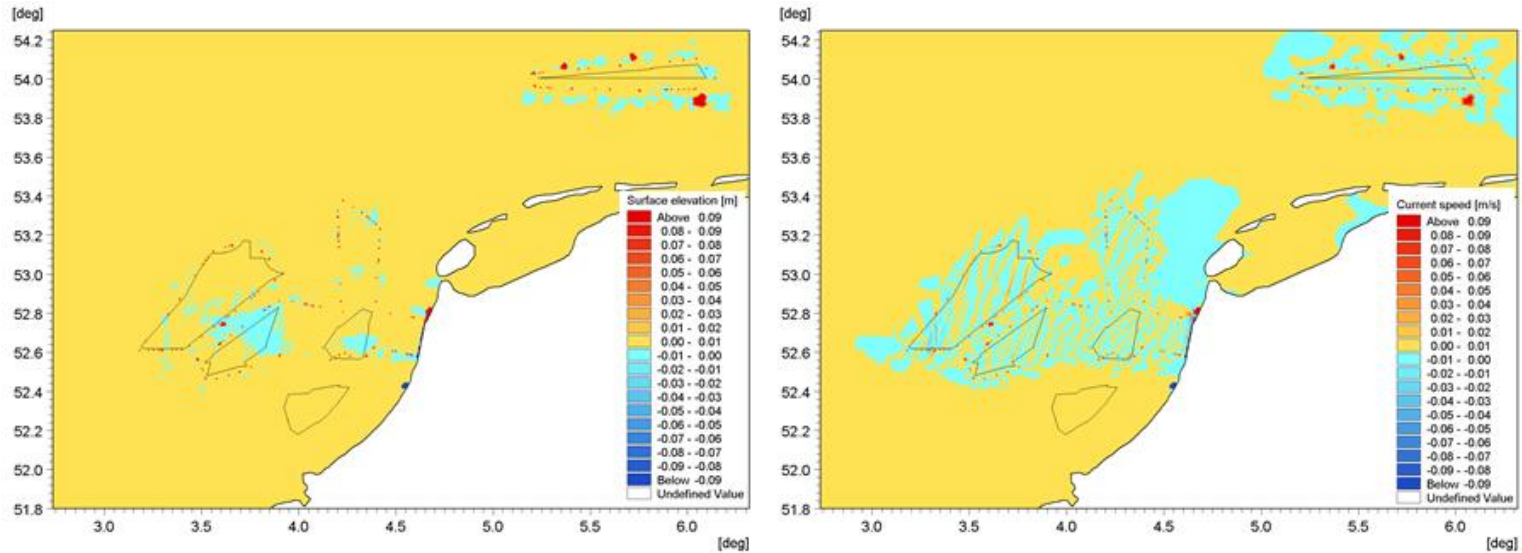 [deg]
54.2
54.0
53.8
53.6
53.4
53.2
53.0
52.8
52.6
52.4
52.2
52.0
51.8
3.0 3.5 4.0 4.5 5.0 5.5 6.0
[deg]
Surface elevation [m]
Above 0.09
0.08 - 0.09
0.07 - 0.08
0.06 - 0.07
0.05 - 0.06
0.04 - 0.05
0.03 - 0.04
0.02 - 0.03
0.01 - 0.02
0.00 - 0.01
-0.01 - 0.00
-0.02 - -0.01
-0.03 - -0.02
-0.04 - -0.03
-0.05 - -0.04
-0.06 - -0.05
-0.07 - -0.06
-0.08 - -0.07
-0.09 - -0.08
Below -0.09
Undefined Value
[deg]
54.2
54.0
53.8
53.6
53.4
53.2
53.0
52.8
52.6
52.4
52.2
52.0
51.8
3.0 3.5 4.0 4.5 5.0 5.5 6.0
[deg]
Current speed [m/s]
Above 0.09
0.08 - 0.09
0.07 - 0.08
0.06 - 0.07
0.05 - 0.06
0.04 - 0.05
0.03 - 0.04
0.02 - 0.03
0.01 - 0.02
0.00 - 0.01
-0.01 - 0.00
-0.02 - -0.01
-0.03 - -0.02
-0.04 - -0.03
-0.05 - -0.04
-0.06 - -0.05
-0.07 - -0.06
-0.08 - -0.07
-0.09 - -0.08
Below -0.09
Undefined Value